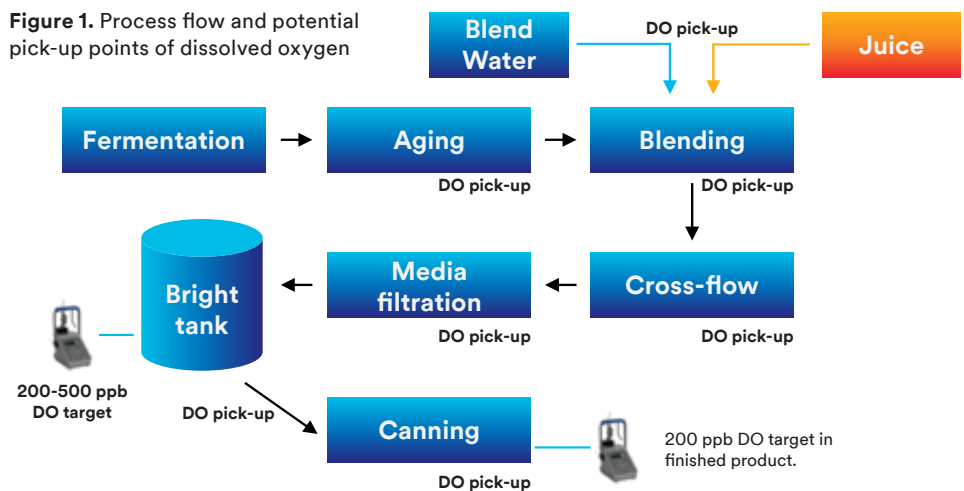 Figure 1. Process flow and potential
pick-up points of dissolved oxygen
Blend
Water
DO pick-up
Juice
Fermentation
Aging
Blending
DO pick-up
DO pick-up
Bright
tank
Media
filtration
Cross-flow
DO pick-up
DO pick-up
200-500 ppb
DO target
DO pick-up
Canning
200 ppb DO target in
finished product.
DO pick-up